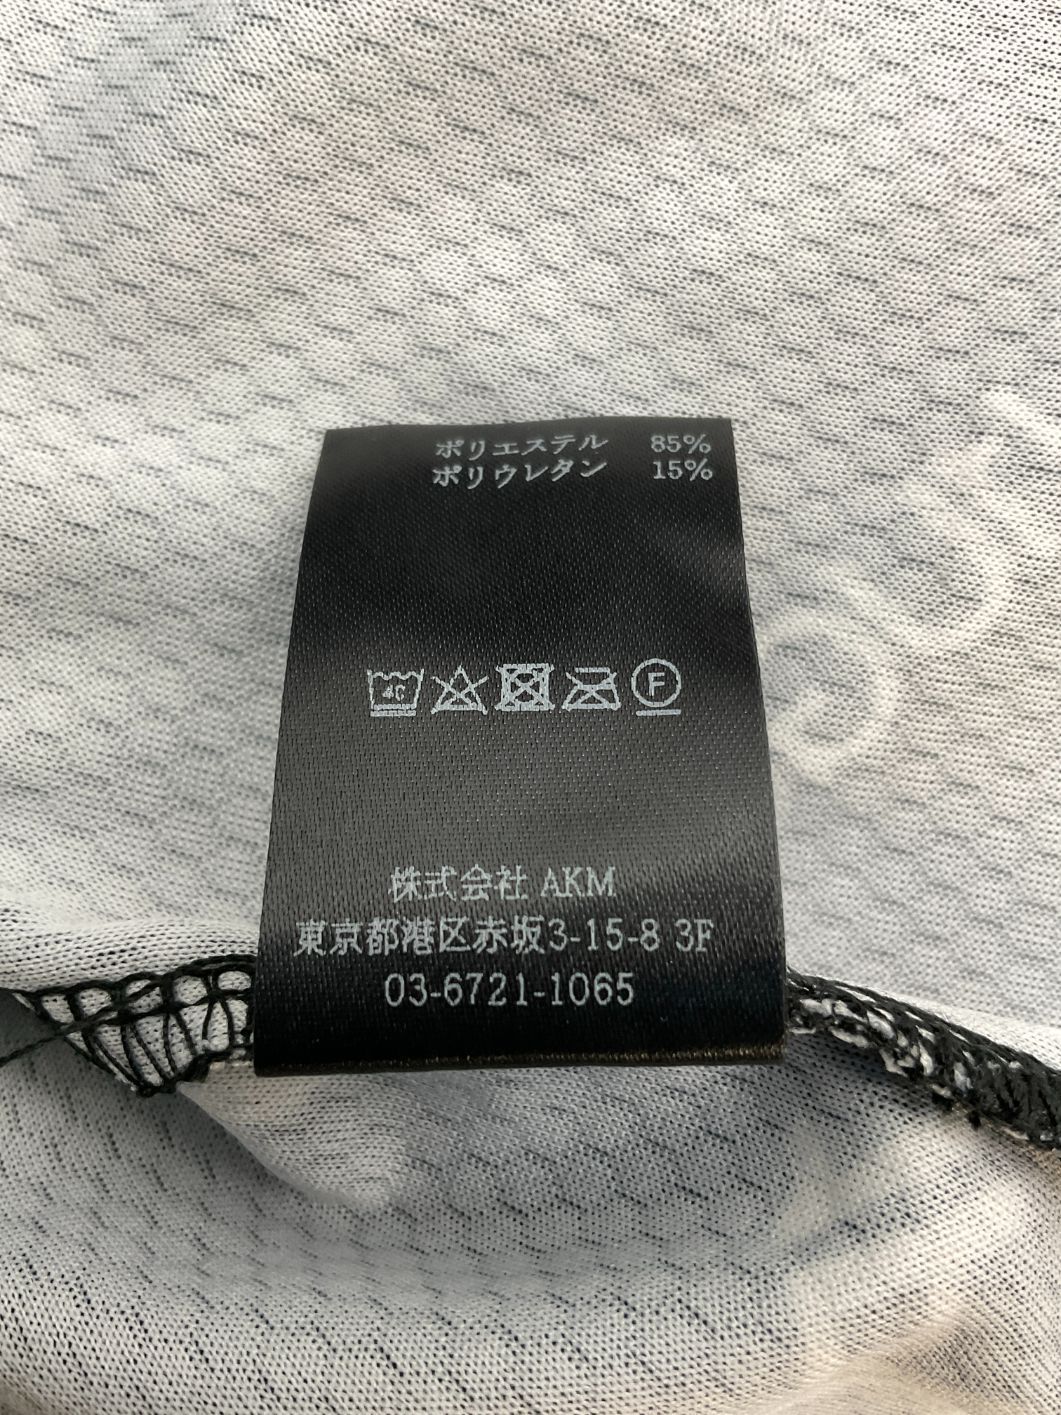 ポリエステル 85%
ポリウレタン 15%
40
F
株式会社 AKM
東京都港区赤坂3-15-8 3F
03-6721-1065